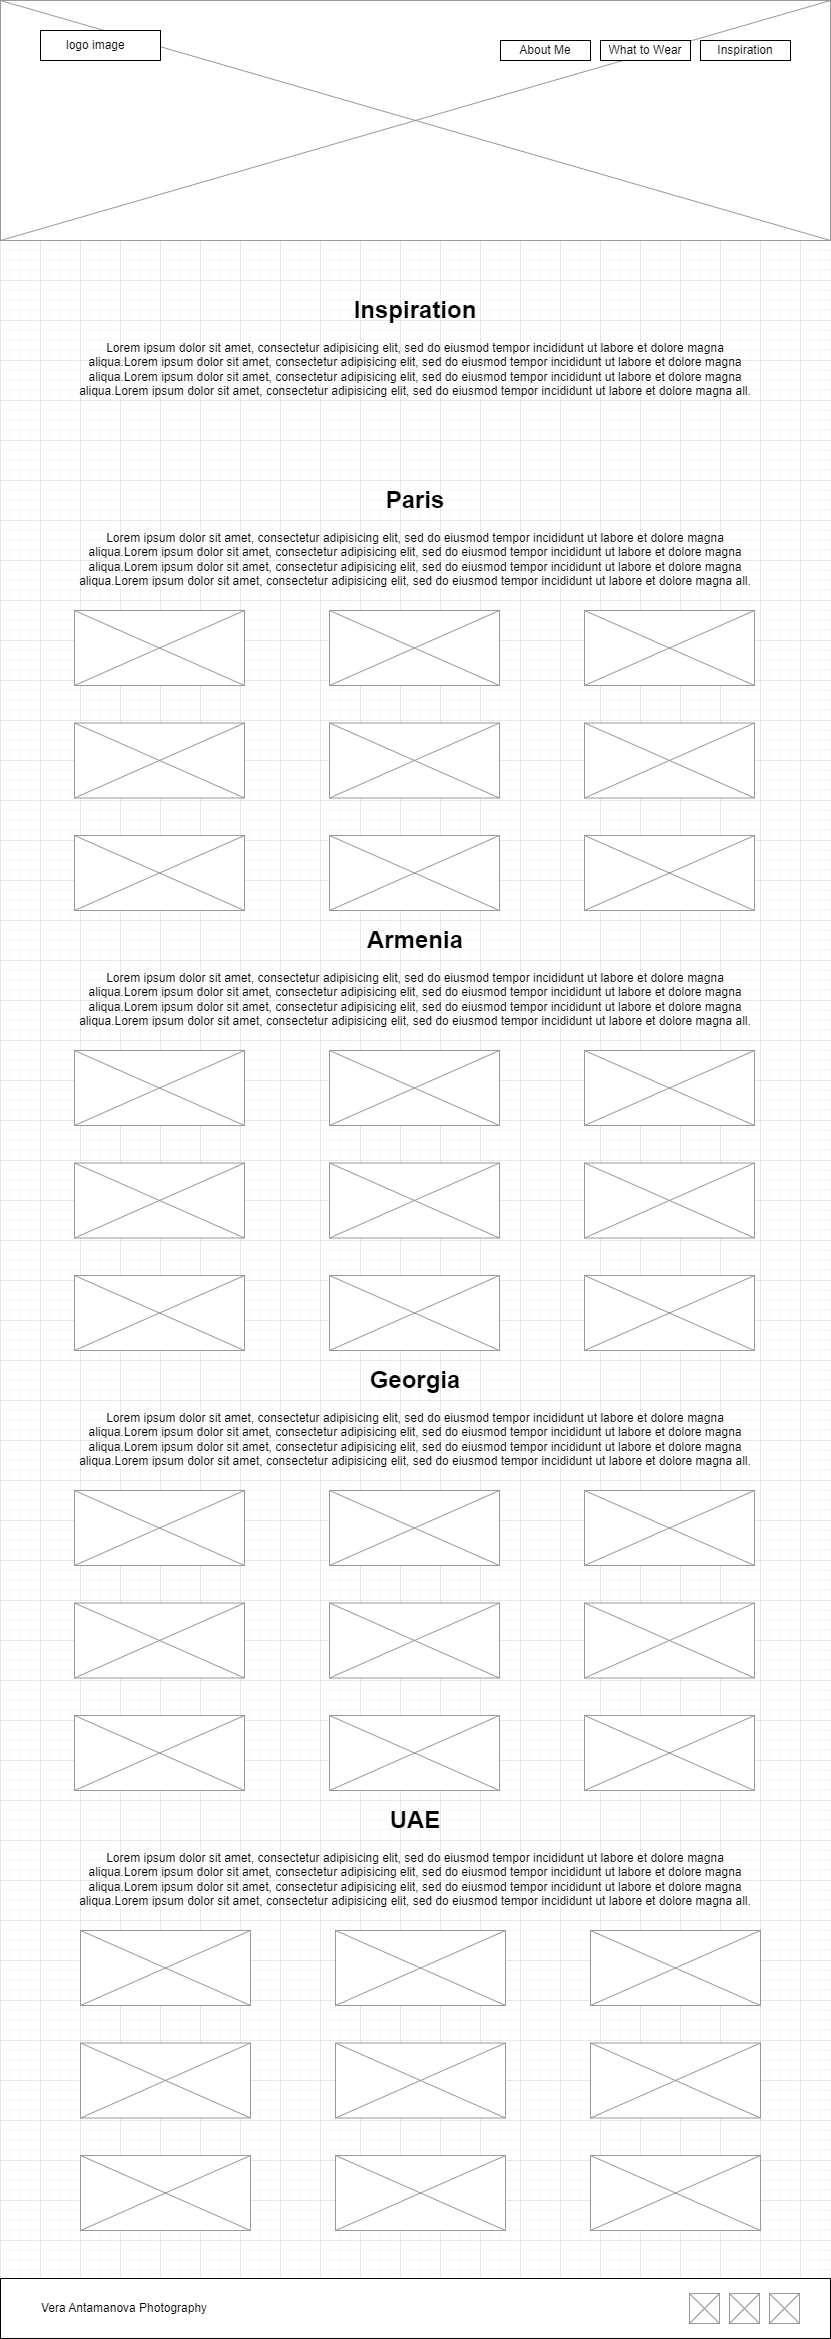 logo image
About Me
What to Wear
Inspiration
Inspiration
Lorem ipsum dolor sit amet, consectetur adipisicing elit, sed do eiusmod tempor incididunt ut labore et dolore magna
aliqua.Lorem ipsum dolor sit amet, consectetur adipisicing elit, sed do eiusmod tempor incididunt ut labore et dolore magna
aliqua.Lorem ipsum dolor sit amet, consectetur adipisicing elit, sed do eiusmod tempor incididunt ut labore et dolore magna
aliqua.Lorem ipsum dolor sit amet, consectetur adipisicing elit, sed do eiusmod tempor incididunt ut labore et dolore magna all.
Paris
Lorem ipsum dolor sit amet, consectetur adipisicing elit, sed do eiusmod tempor incididunt ut labore et dolore magna
aliqua.Lorem ipsum dolor sit amet, consectetur adipisicing elit, sed do eiusmod tempor incididunt ut labore et dolore magna
aliqua.Lorem ipsum dolor sit amet, consectetur adipisicing elit, sed do eiusmod tempor incididunt ut labore et dolore magna
aliqua.Lorem ipsum dolor sit amet, consectetur adipisicing elit, sed do eiusmod tempor incididunt ut labore et dolore magna all.
Armenia
Lorem ipsum dolor sit amet, consectetur adipisicing elit, sed do eiusmod tempor incididunt ut labore et dolore magna
aliqua.Lorem ipsum dolor sit amet, consectetur adipisicing elit, sed do eiusmod tempor incididunt ut labore et dolore magna
aliqua.Lorem ipsum dolor sit amet, consectetur adipisicing elit, sed do eiusmod tempor incididunt ut labore et dolore magna
aliqua.Lorem ipsum dolor sit amet, consectetur adipisicing elit, sed do eiusmod tempor incididunt ut labore et dolore magna all.
Georgia
Lorem ipsum dolor sit amet, consectetur adipisicing elit, sed do eiusmod tempor incididunt ut labore et dolore magna
aliqua.Lorem ipsum dolor sit amet, consectetur adipisicing elit, sed do eiusmod tempor incididunt ut labore et dolore magna
aliqua.Lorem ipsum dolor sit amet, consectetur adipisicing elit, sed do eiusmod tempor incididunt ut labore et dolore magna
aliqua.Lorem ipsum dolor sit amet, consectetur adipisicing elit, sed do eiusmod tempor incididunt ut labore et dolore magna all.
UAE
Lorem ipsum dolor sit amet, consectetur adipisicing elit, sed do eiusmod tempor incididunt ut labore et dolore magna
aliqua.Lorem ipsum dolor sit amet, consectetur adipisicing elit, sed do eiusmod tempor incididunt ut labore et dolore magna
aliqua.Lorem ipsum dolor sit amet, consectetur adipisicing elit, sed do eiusmod tempor incididunt ut labore et dolore magna
aliqua.Lorem ipsum dolor sit amet, consectetur adipisicing elit, sed do eiusmod tempor incididunt ut labore et dolore magna all.
Vera Antamanova Photography